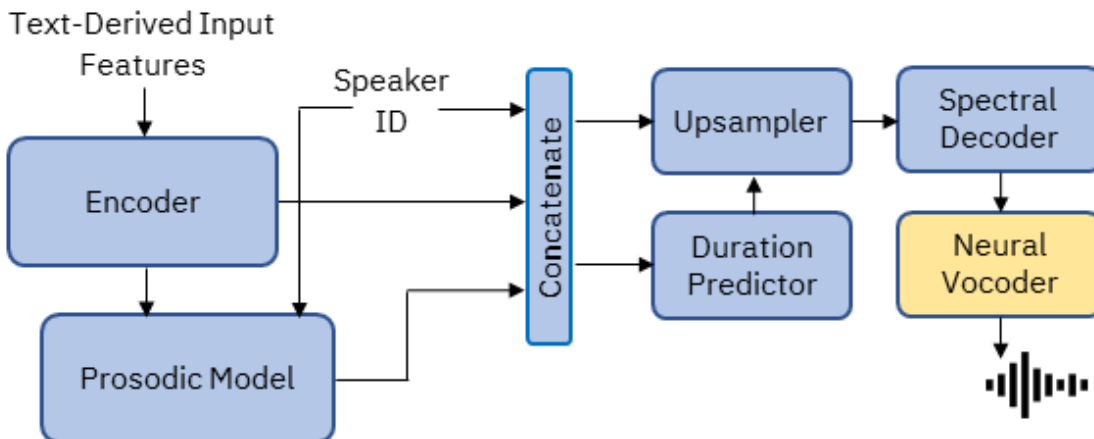 Text-Derived Input
Features
Speaker
ID
Encoder
Prosodic Model
Concatenate
Upsampler
Duration
Predictor
Spectral
Decoder
Neural
Vocoder